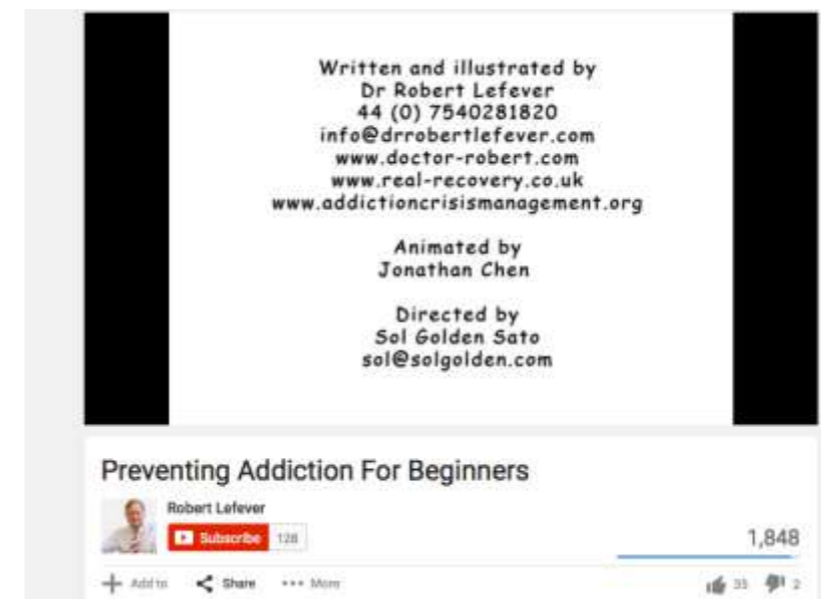 Written and illustrated by
Dr Robert Lefever
44 (0) 7540281820
info@drrobertlefever.com
www.doctor-robert.com
www.real-recovery.co.uk
www.addictioncrisismanagement.org
Animated by
Jonathan Chen
Directed by
Sol Golden Sato
sol@solgolden.com
Preventing Addiction For Beginners
Robert Lefever
Subscribe 128
1,848
Add to Share More 35 2